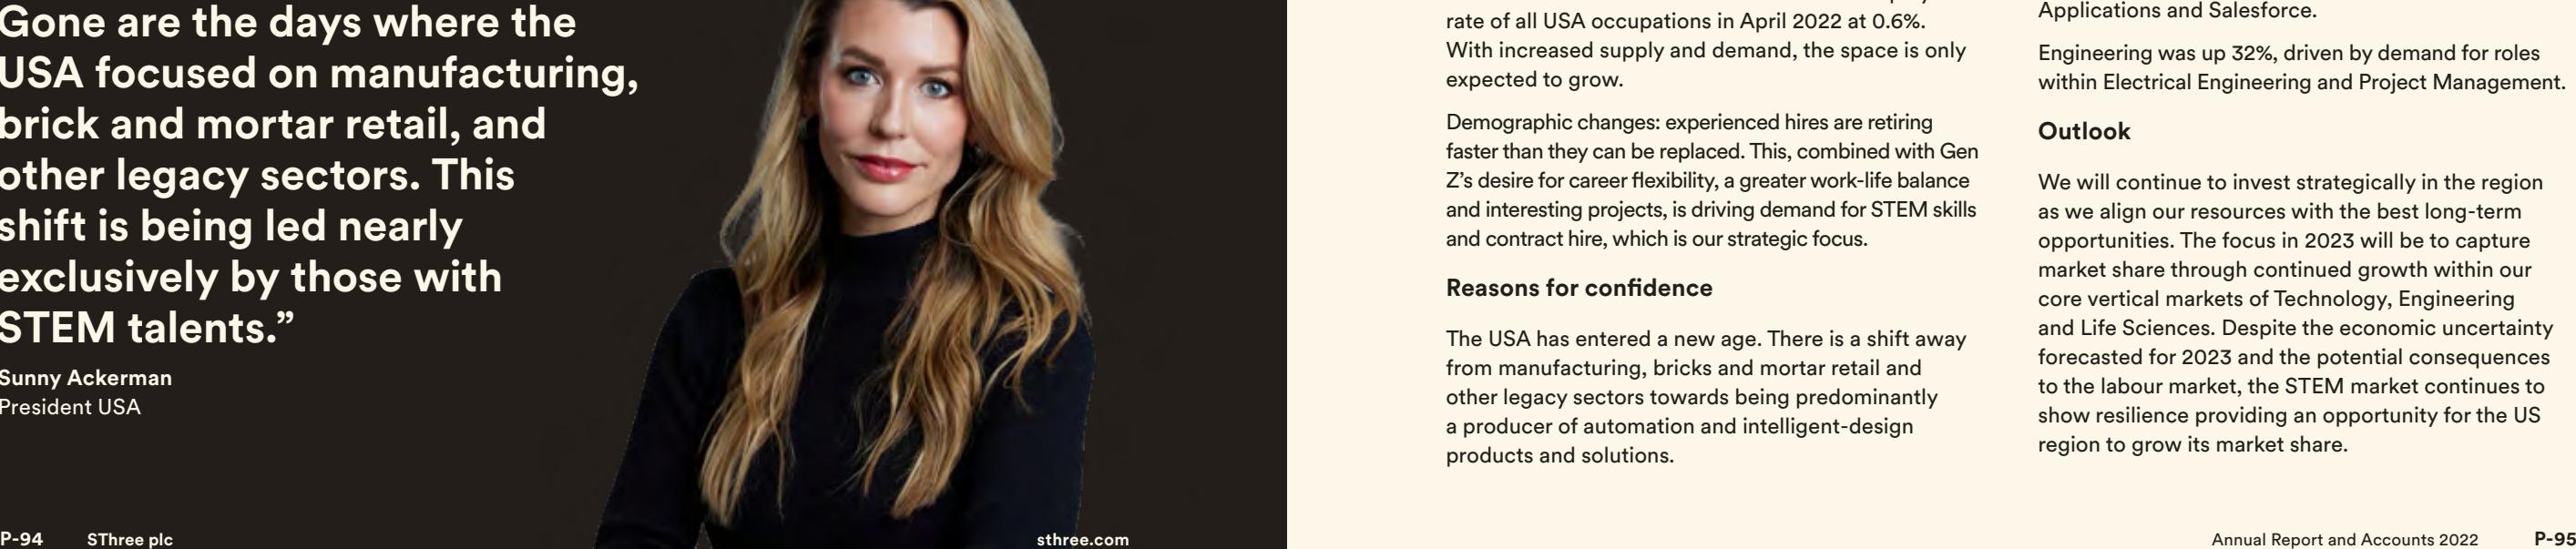 Gone are the days where the
USA focused on manufacturing,
brick and mortar retail, and
other legacy sectors. This
shift is being led nearly
exclusively by those with
STEM talents.”
Sunny Ackerman
President USA
P-94 SThree plc
sthree.com
rate of all USA occupations in April 2022 at 0.6%.
With increased supply and demand, the space is only
expected to grow.
Demographic changes: experienced hires are retiring
faster than they can be replaced. This, combined with Gen
Z’s desire for career flexibility, a greater work-life balance
and interesting projects, is driving demand for STEM skills
and contract hire, which is our strategic focus.
Reasons for confidence
The USA has entered a new age. There is a shift away
from manufacturing, bricks and mortar retail and
other legacy sectors towards being predominantly
a producer of automation and intelligent-design
products and solutions.
Applications and Salesforce.
Engineering was up 32%, driven by demand for roles
within Electrical Engineering and Project Management.
Outlook
We will continue to invest strategically in the region
as we align our resources with the best long-term
opportunities. The focus in 2023 will be to capture
market share through continued growth within our
core vertical markets of Technology, Engineering
and Life Sciences. Despite the economic uncertainty
forecasted for 2023 and the potential consequences
to the labour market, the STEM market continues to
show resilience providing an opportunity for the US
region to grow its market share.
Annual Report and Accounts 2022 P-95